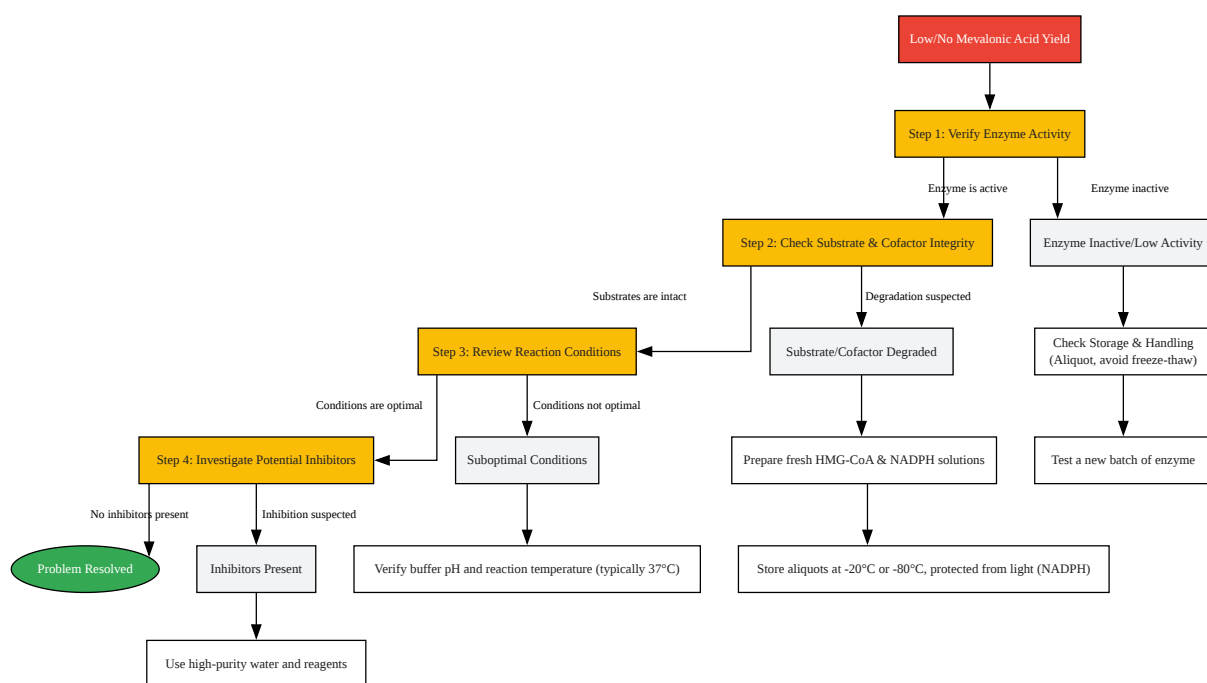 Low/No Mevalonic Acid Yield
Step 1: Verify Enzyme Activity
Enzyme is active
Enzyme inactive
Step 2: Check Substrate & Cofactor Integrity
Enzyme Inactive/Low Activity
Substrates are intact
Degradation suspected
Step 3: Review Reaction Conditions
Substrate/Cofactor Degraded
Check Storage & Handling
(Aliquot, avoid freeze-thaw)
Conditions are optimal
Conditions not optimal
Step 4: Investigate Potential Inhibitors
Suboptimal Conditions
Prepare fresh HMG-CoA & NADPH solutions
Test a new batch of enzyme
No inhibitors present
Inhibition suspected
Problem Resolved
Inhibitors Present
Verify buffer pH and reaction temperature (typically 37°C)
Store aliquots at -20°C or -80°C, protected from light (NADPH)
Use high-purity water and reagents